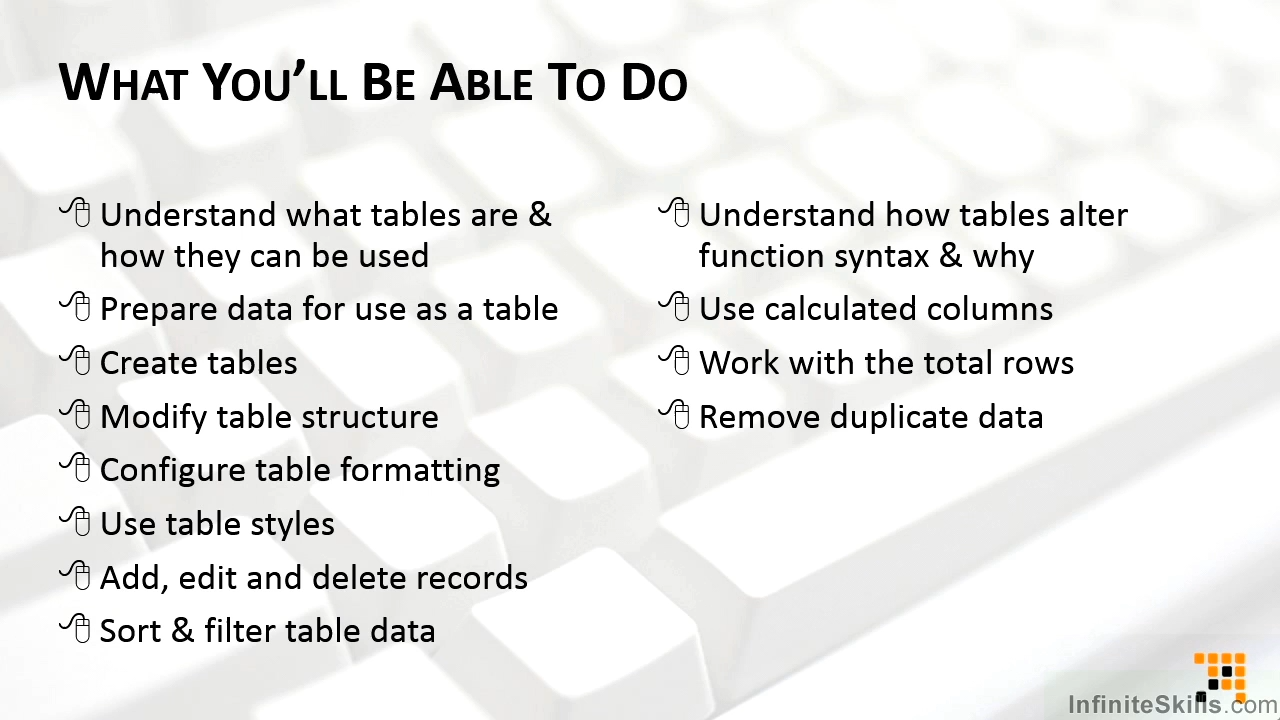 What You’ll Be Able To Do
Understand what tables are &
how they can be used
Prepare data for use as a table
Create tables
Modify table structure
Configure table formatting
Use table styles
Add, edit and delete records
Sort & filter table data
Understand how tables alter
function syntax & why
Use calculated columns
Work with the total rows
Remove duplicate data
InfiniteSkills.com